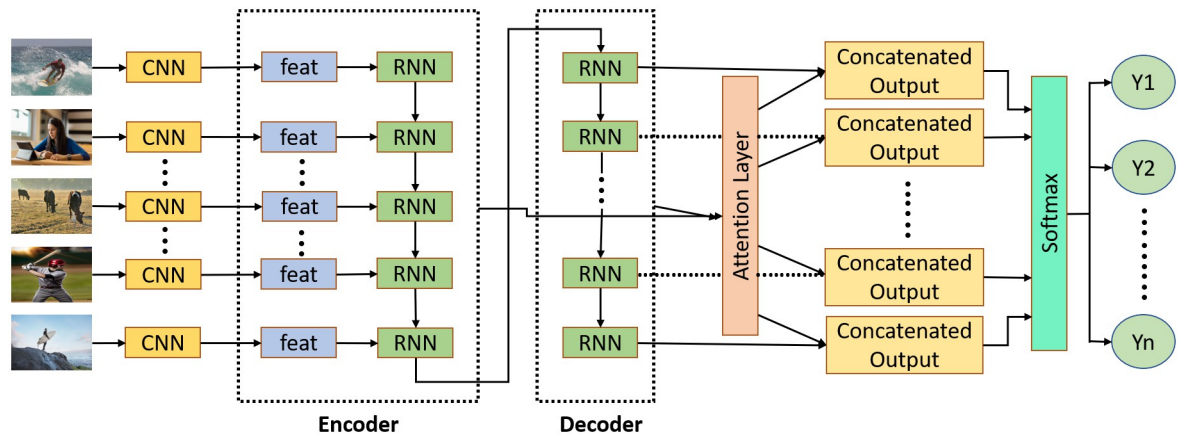 CNN feat RNN RNN Concatenated
Output Y1
CNN feat RNN RNN Concatenated
Output Y2
CNN feat RNN
Attention Layer
Softmax
CNN feat RNN RNN Concatenated
Output
CNN feat RNN RNN Concatenated
Output Yn
Encoder Decoder